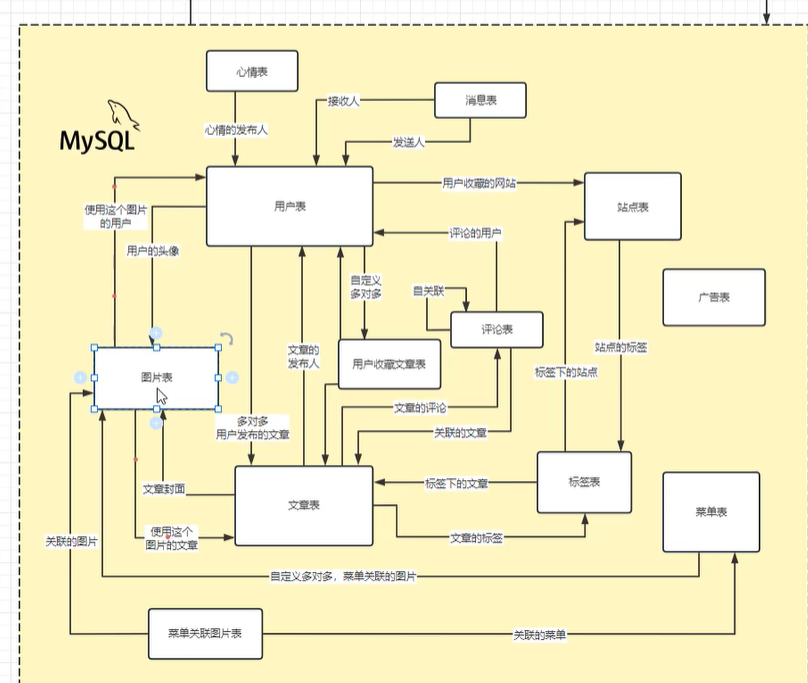 心情表
消息表
接收人
心情的发布人
发送人
MySQL
用户收藏的网站
用户表
站点表
使用这个图片
的用户
评论的用户
用户的头像
自定义
多对多
自关联
广告表
评论表
站点的标签
文章的
发布人
用户收藏文章表
标签下的站点
图片表
文章的评论
多对多
用户发布的文章
关联的文章
标签下的文章
标签表
文章封面
文章表
菜单表
使用这个
图片的文章
文章的标签
关联的图片
自定义多对多，菜单关联的图片
菜单关联图片表
关联的菜单